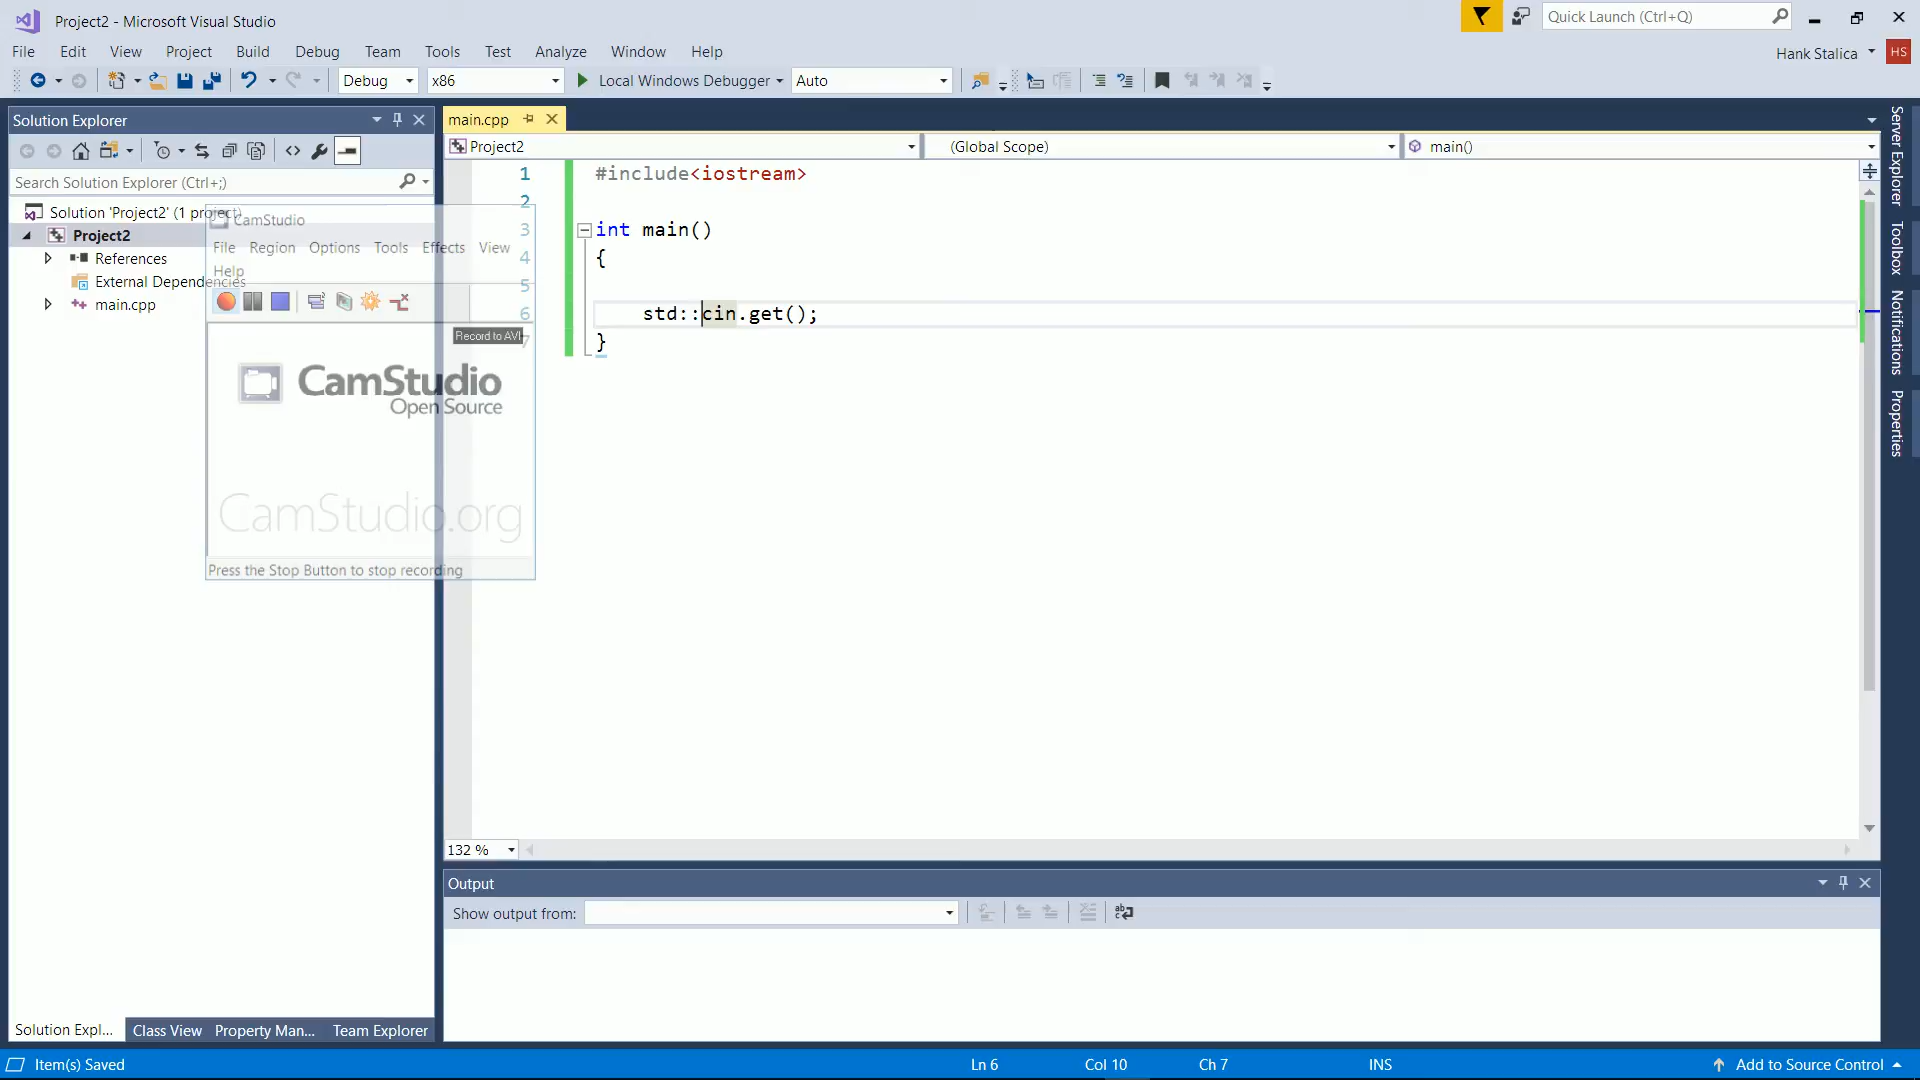 Project2 - Microsoft Visual Studio
Quick Launch (Ctrl+Q)
File Edit View Project Build Debug Team Tools Test Analyze Window Help
Hank Stalica HS
Debug x86 Local Windows Debugger Auto
Solution Explorer
main.cpp
Project2 (Global Scope) main()
Search Solution Explorer (Ctrl+;)
Solution 'Project2' (1 project)
Project2
References
External Dependencies
main.cpp
CamStudio
File Region Options Tools Effects View
Help
Record to AVI
CamStudio
Open Source
CamStudio.org
Press the Stop Button to stop recording
1 #include<iostream>
2
3 int main()
4 {
5
6 std::cin.get();
7 }
Server Explorer
Toolbox
Notifications
Properties
132 %
Output
Show output from:
Solution Expl... Class View Property Man... Team Explorer
Item(s) Saved Ln 6 Col 10 Ch 7 INS Add to Source Control